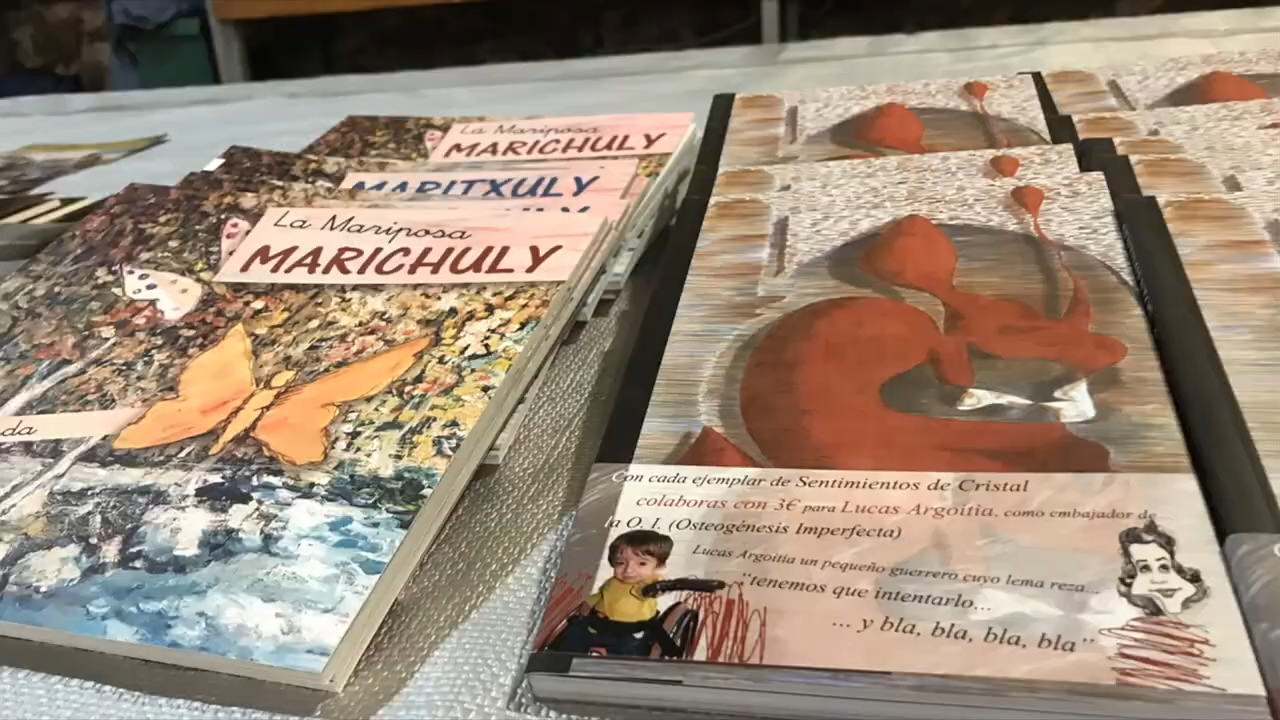 La Mariposa
MARICHULY
MARITXULY
La Mariposa
MARICHULY
da
Con cada ejemplar de Sentimientos de Cristal
colaboras con 3€ para Lucas Argoitia, como embajador de
la O. I. (Osteogénesis Imperfecta)
Lucas Argoitia un pequeño guerrero cuyo lema reza...
"tenemos que intentarlo...
... y bla, bla, bla, bla"